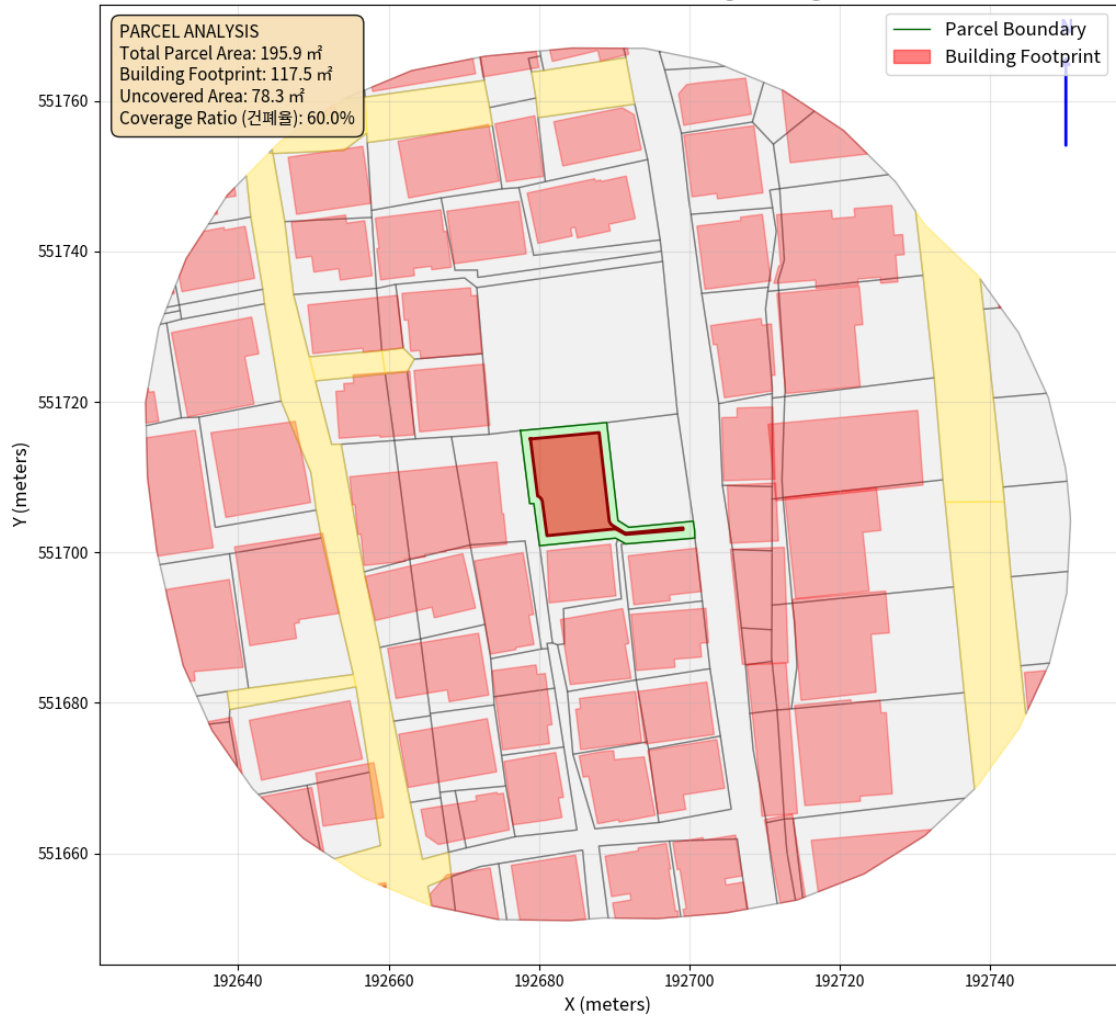 PARCEL ANALYSIS
Total Parcel Area: 195.9 ㎡
Building Footprint: 117.5 ㎡
Uncovered Area: 78.3 ㎡
Coverage Ratio (건폐율): 60.0%
Parcel Boundary
Building Footprint
N
551760
551740
551720
551700
551680
551660
Y (meters)
192640
192660
192680
192700
192720
192740
X (meters)